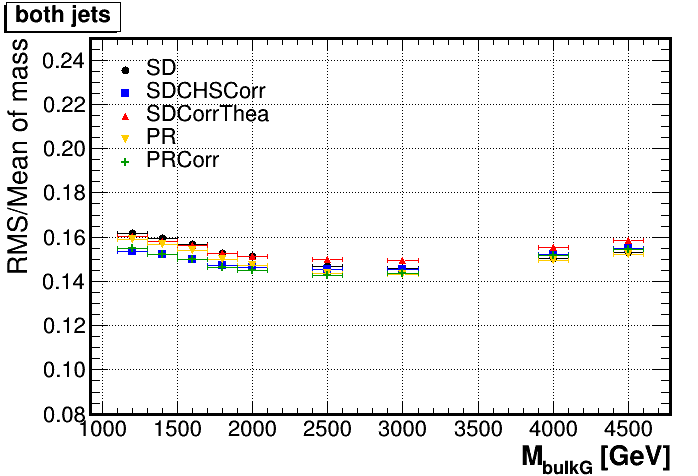 both jets
RMS/Mean of mass
0.24
0.22
0.20
0.18
0.16
0.14
0.12
0.10
0.08
SD
SDCHSCorr
SDCorrThea
PR
PRCorr
1000 1500 2000 2500 3000 3500 4000 4500
M_bulkG [GeV]